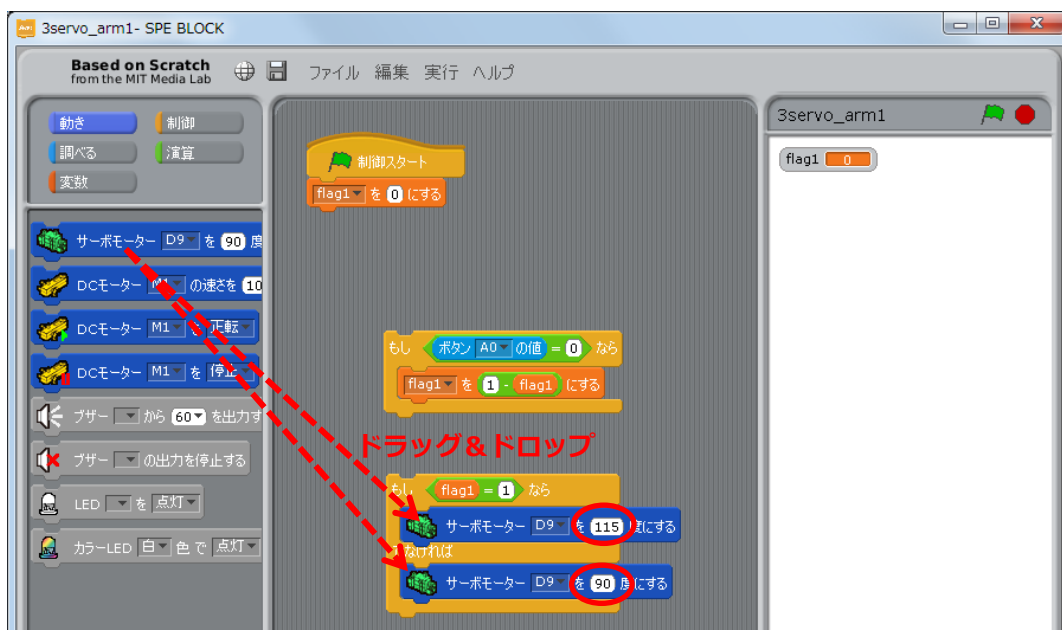 3servo_arm1- SPE BLOCK
Based on Scratch
from the MIT Media Lab
ファイル 編集 実行 ヘルプ
動き 制御
調べる 演算
変数
サーボモーター D9 を 90 度
DCモーター M1 の速さを 10
DCモーター M1 を 正転
DCモーター M1 を 停止
ブザー から 60 を出力す
ブザー の出力を停止する
LED を 点灯
カラーLED 白 色 で 点灯
制御スタート
flag1 を 0 にする
もし ボタン A0 の値 = 0 なら
flag1 を 1 - flag1 にする
ドラッグ&ドロップ
もし flag1 = 1 なら
サーボモーター D9 を 115 度にする
でなければ
サーボモーター D9 を 90 度にする
3servo_arm1
flag1 0